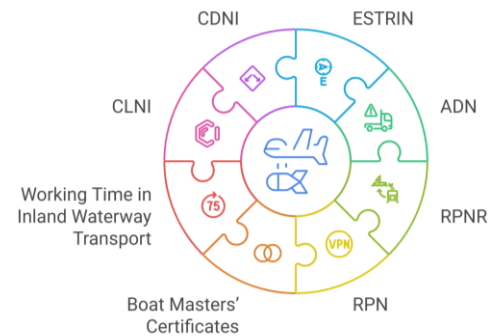 CDNI
ESTRIN
E
CLNI
ADN
75
Working Time in
Inland Waterway
Transport
RPNR
VPN
Boat Masters'
Certificates
RPN